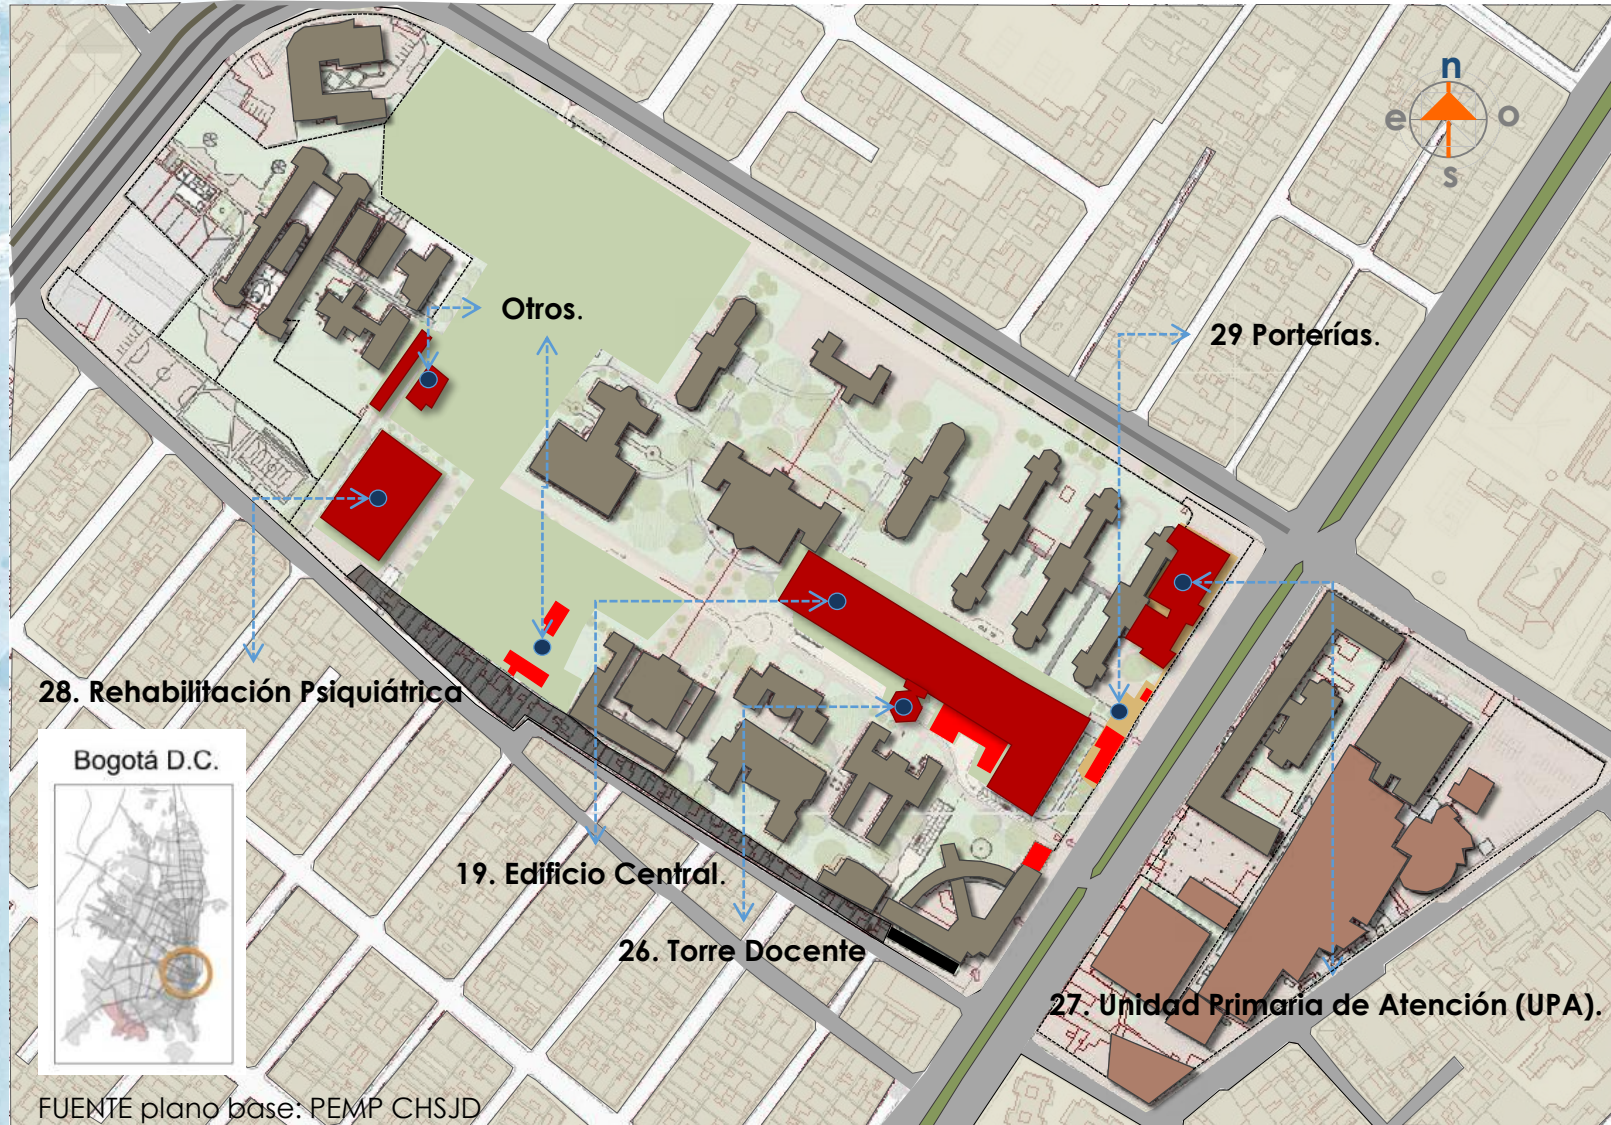 n
e
o
s
Otros.
29 Porterías.
28. Rehabilitación Psiquiátrica
Bogotá D.C.
19. Edificio Central.
26. Torre Docente
27. Unidad Primaria de Atención (UPA).
FUENTE plano base: PEMP CHSJD